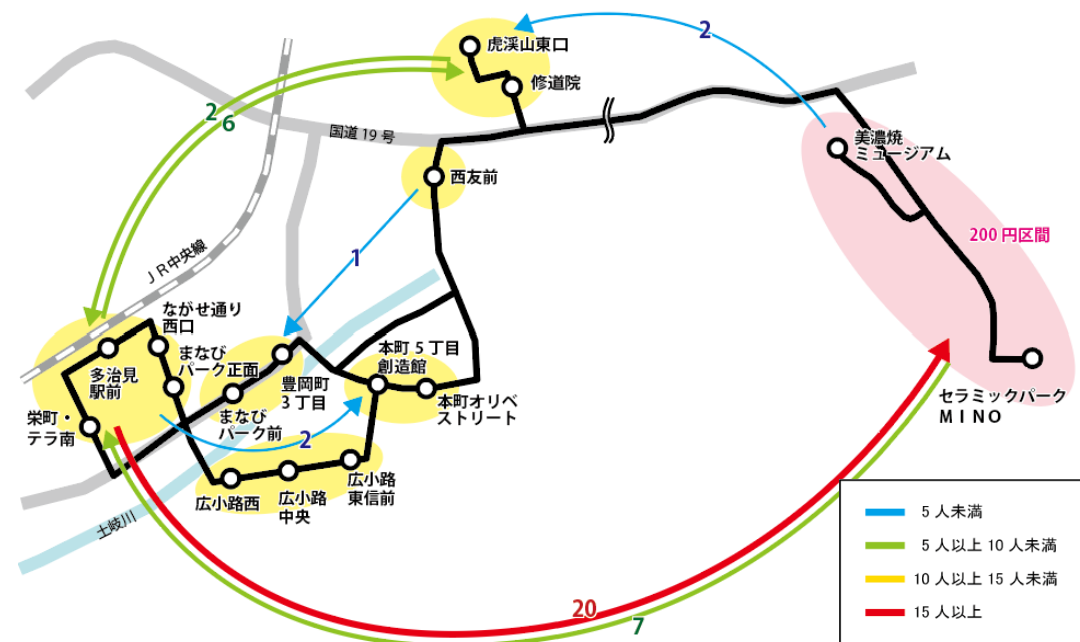 虎渓山東口
2
修道院
2
6
国道19号
美濃焼
ミュージアム
西友前
200円区間
JR中央線
1
ながせ通り
西口
まなび
パーク正面
多治見
駅前
本町5丁目
創造館
豊岡町
3丁目
本町オリベ
ストリート
栄町・
テラ南
まなび
パーク前
2
セラミックパーク
MINO
広小路西
広小路
中央
広小路
東信前
土岐川
5人未満
5人以上10人未満
10人以上15人未満
15人以上
20
7